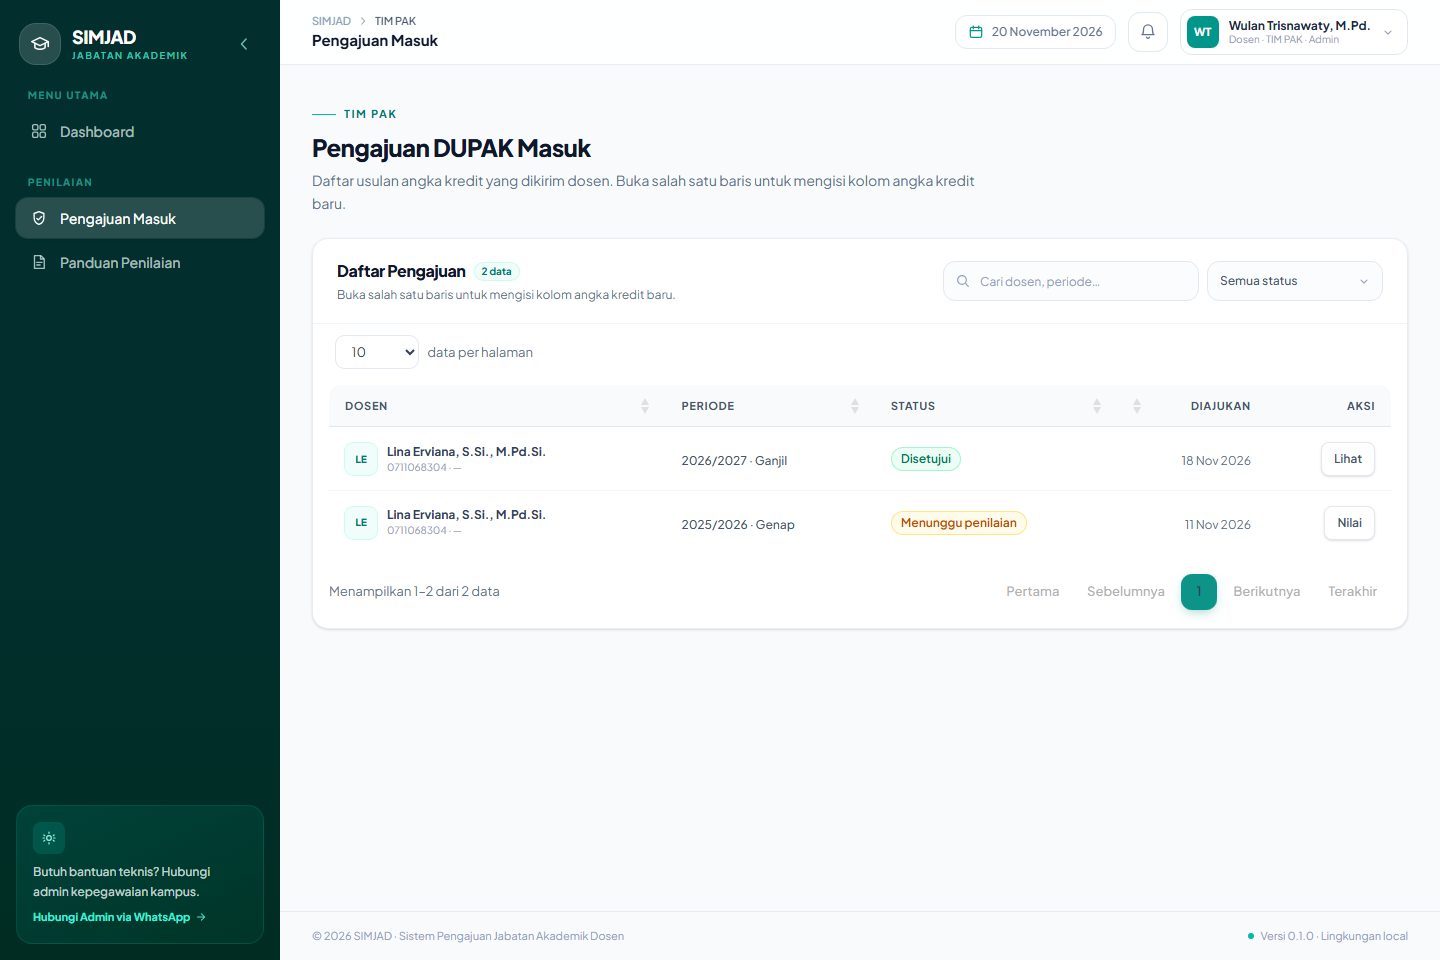 SIMJAD
JABATAN AKADEMIK
MENU UTAMA
Dashboard
PENILAIAN
Pengajuan Masuk
Panduan Penilaian
Butuh bantuan teknis? Hubungi
admin kepegawaian kampus.
Hubungi Admin via WhatsApp →
SIMJAD > TIM PAK
Pengajuan Masuk
20 November 2026
WT
Wulan Trisnawaty, M.Pd.
Dosen · TIM PAK · Admin
TIM PAK
Pengajuan DUPAK Masuk
Daftar usulan angka kredit yang dikirim dosen. Buka salah satu baris untuk mengisi kolom angka kredit
baru.
Daftar Pengajuan 2 data
Buka salah satu baris untuk mengisi kolom angka kredit baru.
Cari dosen, periode...
Semua status
10 data per halaman
DOSEN PERIODE STATUS DIAJUKAN AKSI
LE Lina Erviana, S.Si., M.Pd.Si.
0711068304 · —
2026/2027 · Ganjil Disetujui 18 Nov 2026 Lihat
LE Lina Erviana, S.Si., M.Pd.Si.
0711068304 · —
2025/2026 · Genap Menunggu penilaian 11 Nov 2026 Nilai
Menampilkan 1–2 dari 2 data
Pertama Sebelumnya 1 Berikutnya Terakhir
© 2026 SIMJAD · Sistem Pengajuan Jabatan Akademik Dosen
Versi 0.1.0 · Lingkungan local